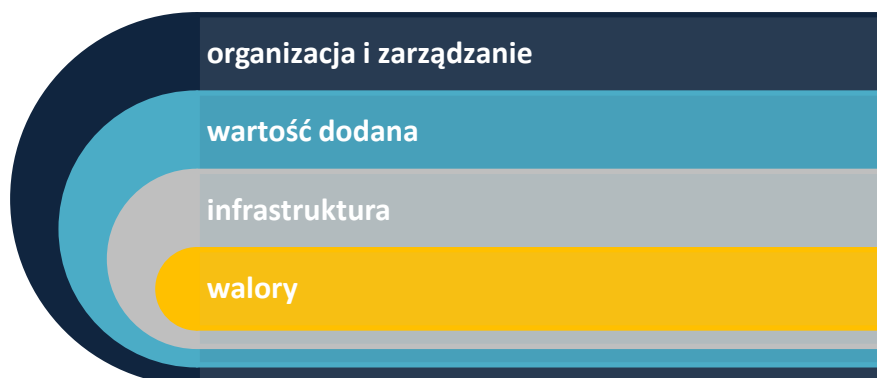 organizacja i zarządzanie
wartość dodana
infrastruktura
walory